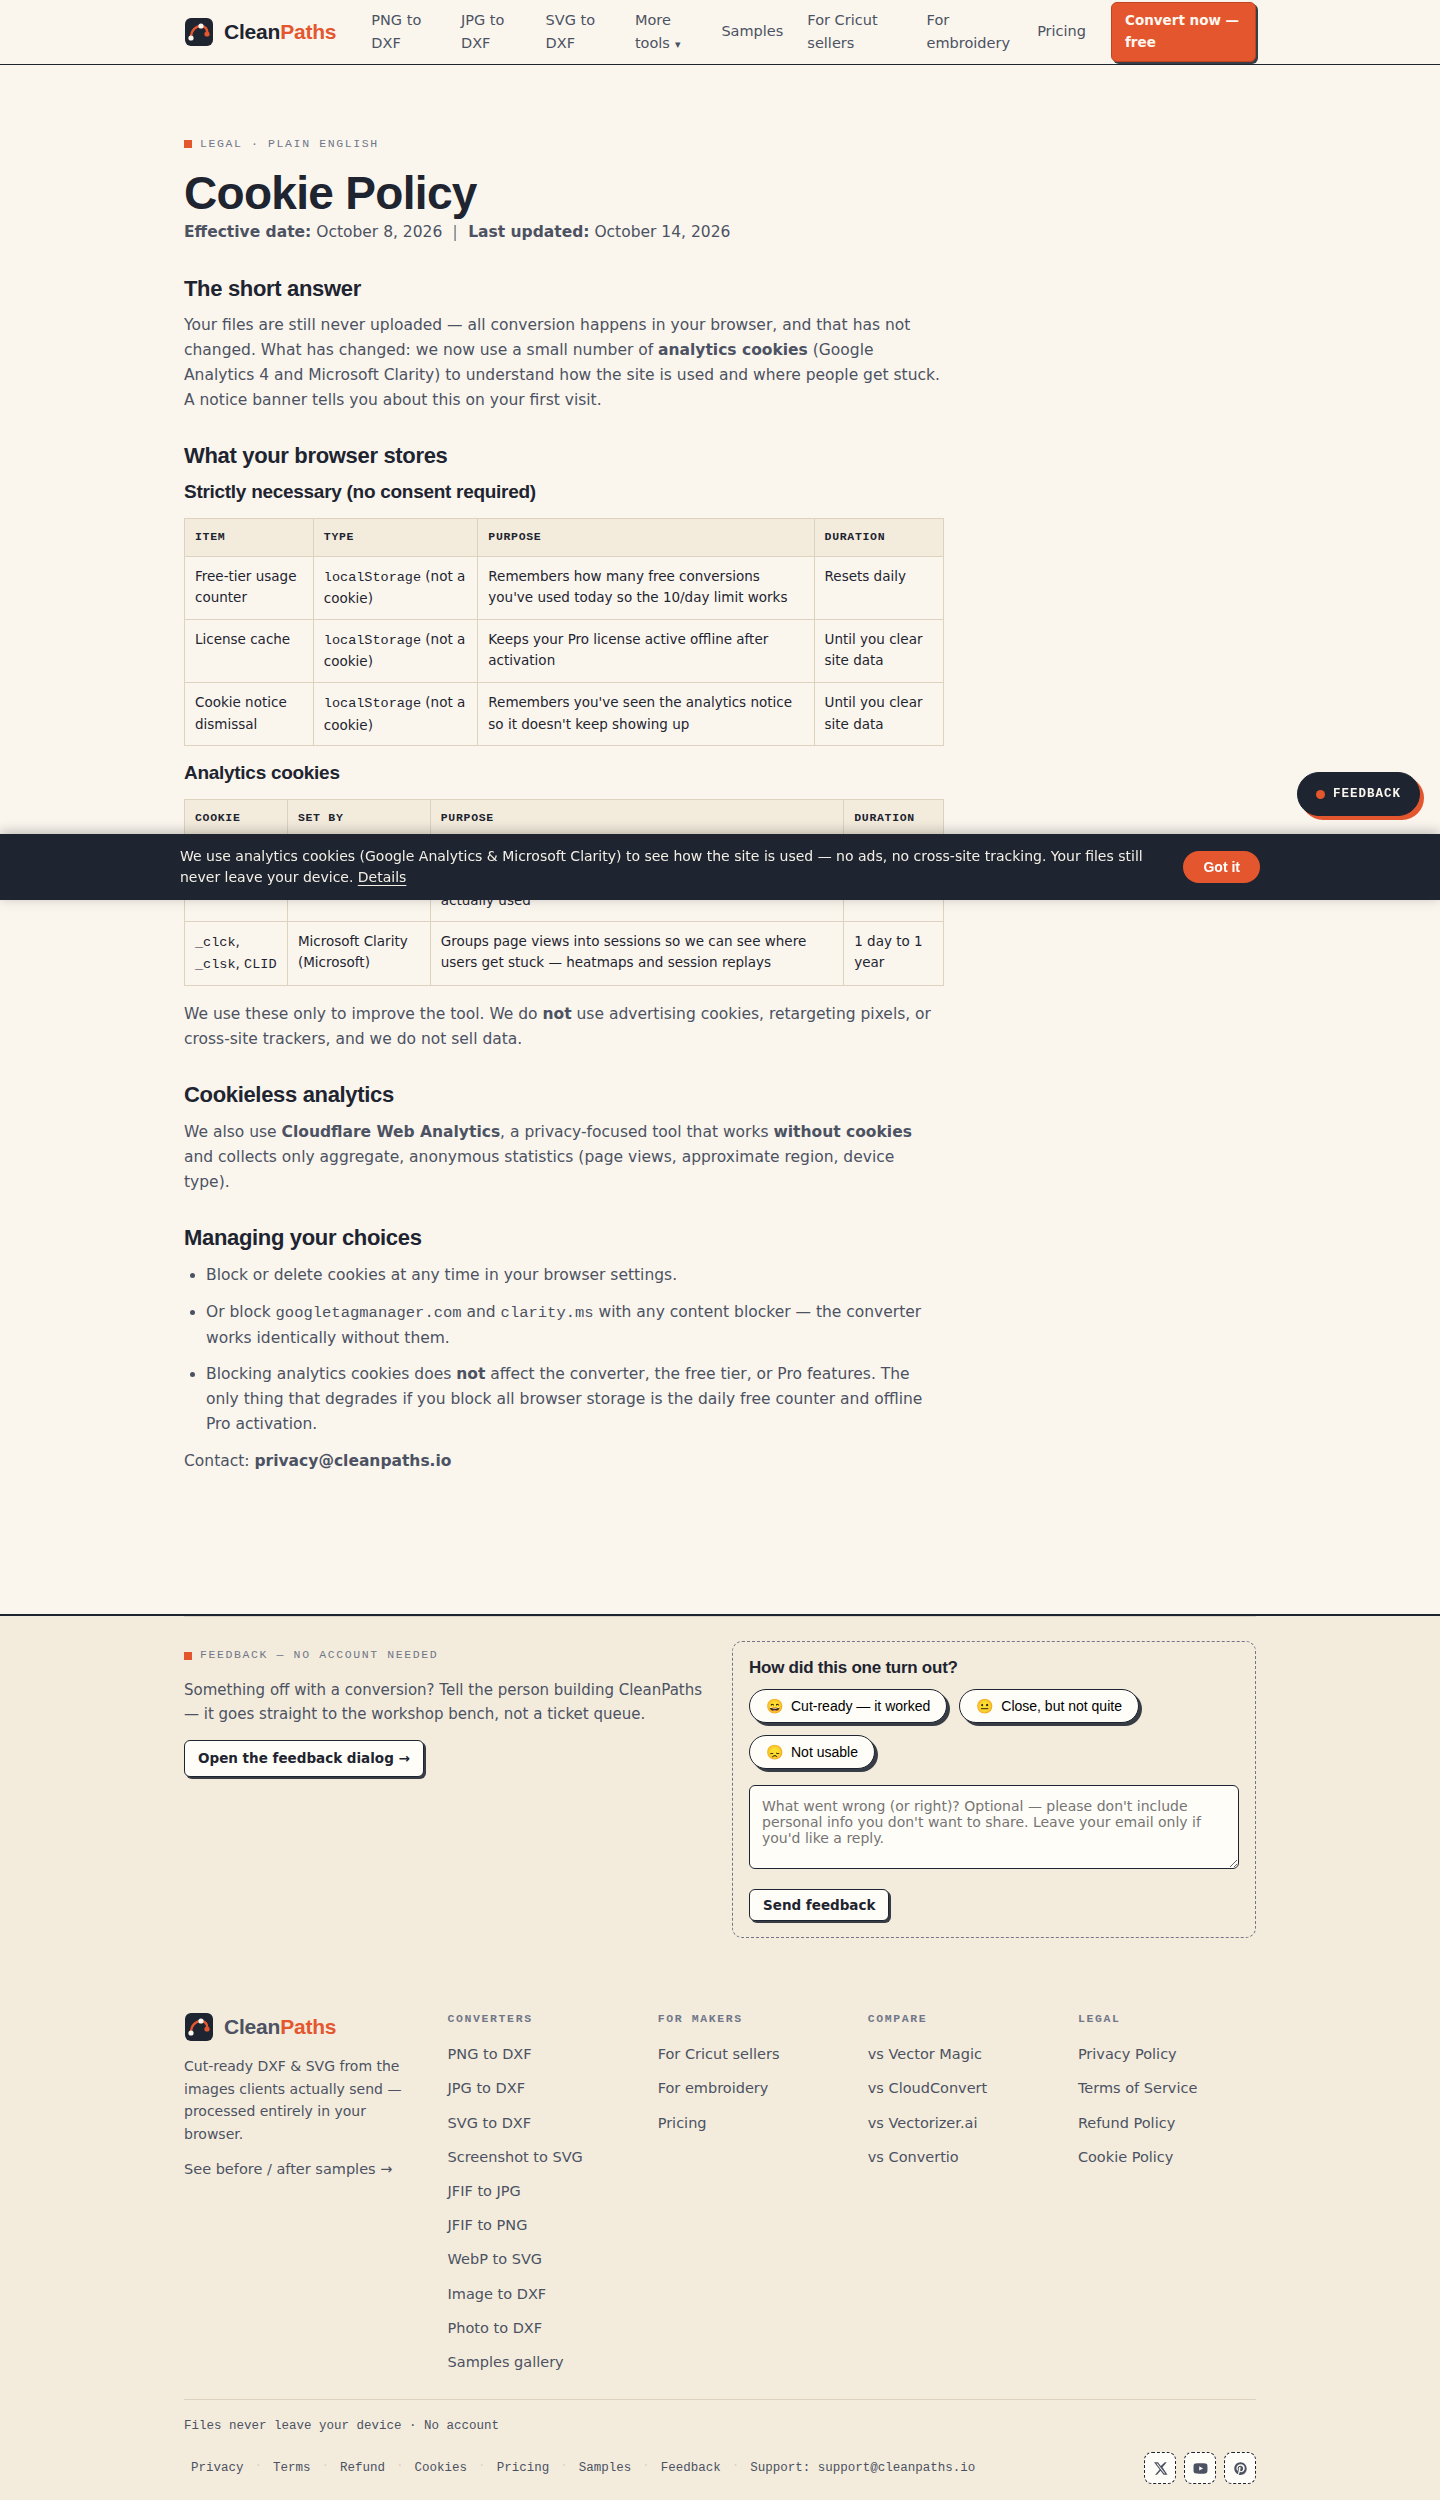 CleanPaths
PNG to DXF
JPG to DXF
SVG to DXF
More tools ▾
Samples
For Cricut sellers
For embroidery
Pricing
Convert now — free
LEGAL · PLAIN ENGLISH
Cookie Policy
Effective date: October 8, 2026 | Last updated: October 14, 2026
The short answer
Your files are still never uploaded — all conversion happens in your browser, and that has not
changed. What has changed: we now use a small number of analytics cookies (Google
Analytics 4 and Microsoft Clarity) to understand how the site is used and where people get stuck.
A notice banner tells you about this on your first visit.
What your browser stores
Strictly necessary (no consent required)
ITEM TYPE PURPOSE DURATION
Free-tier usage counter
localStorage (not a cookie)
Remembers how many free conversions you've used today so the 10/day limit works
Resets daily
License cache
localStorage (not a cookie)
Keeps your Pro license active offline after activation
Until you clear site data
Cookie notice dismissal
localStorage (not a cookie)
Remembers you've seen the analytics notice so it doesn't keep showing up
Until you clear site data
Analytics cookies
FEEDBACK
COOKIE SET BY PURPOSE DURATION
We use analytics cookies (Google Analytics & Microsoft Clarity) to see how the site is used — no ads, no cross-site tracking. Your files still
never leave your device. Details
Got it
actually used
_clck, _clsk, CLID
Microsoft Clarity (Microsoft)
Groups page views into sessions so we can see where users get stuck — heatmaps and session replays
1 day to 1 year
We use these only to improve the tool. We do not use advertising cookies, retargeting pixels, or
cross-site trackers, and we do not sell data.
Cookieless analytics
We also use Cloudflare Web Analytics, a privacy-focused tool that works without cookies
and collects only aggregate, anonymous statistics (page views, approximate region, device
type).
Managing your choices
• Block or delete cookies at any time in your browser settings.
• Or block googletagmanager.com and clarity.ms with any content blocker — the converter
works identically without them.
• Blocking analytics cookies does not affect the converter, the free tier, or Pro features. The
only thing that degrades if you block all browser storage is the daily free counter and offline
Pro activation.
Contact: privacy@cleanpaths.io
FEEDBACK — NO ACCOUNT NEEDED
Something off with a conversion? Tell the person building CleanPaths
— it goes straight to the workshop bench, not a ticket queue.
Open the feedback dialog →
How did this one turn out?
😄 Cut-ready — it worked
😐 Close, but not quite
😞 Not usable
What went wrong (or right)? Optional — please don't include
personal info you don't want to share. Leave your email only if
you'd like a reply.
Send feedback
CleanPaths
Cut-ready DXF & SVG from the
images clients actually send —
processed entirely in your
browser.
See before / after samples →
CONVERTERS
PNG to DXF
JPG to DXF
SVG to DXF
Screenshot to SVG
JFIF to JPG
JFIF to PNG
WebP to SVG
Image to DXF
Photo to DXF
Samples gallery
FOR MAKERS
For Cricut sellers
For embroidery
Pricing
COMPARE
vs Vector Magic
vs CloudConvert
vs Vectorizer.ai
vs Convertio
LEGAL
Privacy Policy
Terms of Service
Refund Policy
Cookie Policy
Files never leave your device · No account
Privacy · Terms · Refund · Cookies · Pricing · Samples · Feedback · Support: support@cleanpaths.io